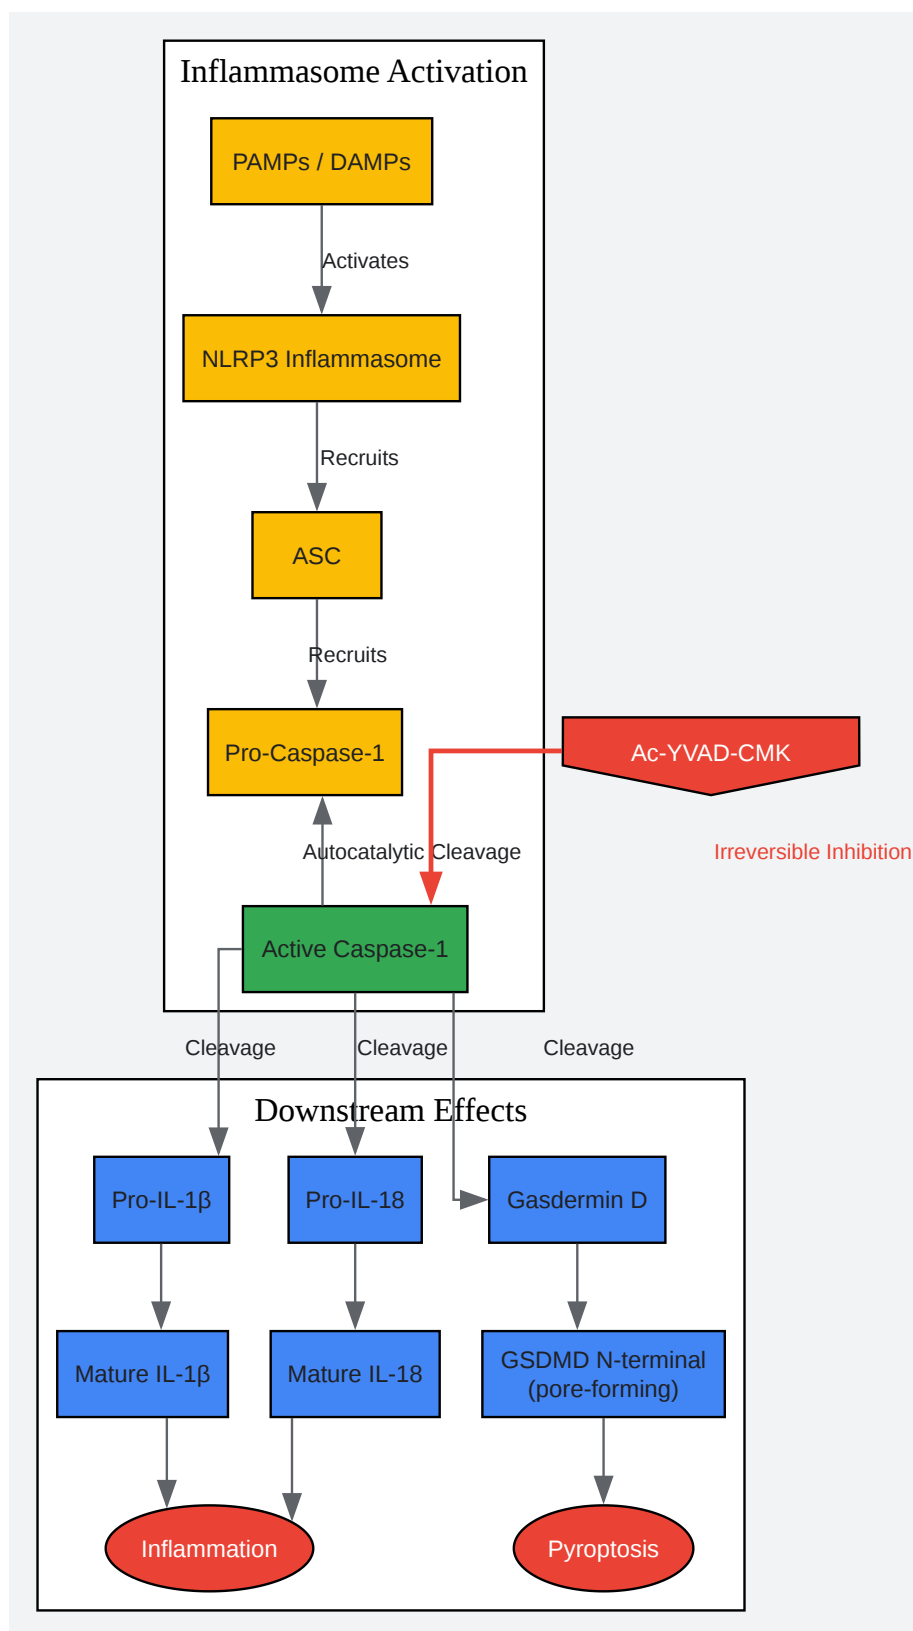 Inflammasome Activation
PAMPs / DAMPs
Activates
NLRP3 Inflammasome
Recruits
ASC
Recruits
Pro-Caspase-1
Ac-YVAD-CMK
Autocatalytic Cleavage
Irreversible Inhibition
Active Caspase-1
Cleavage
Cleavage
Cleavage
Downstream Effects
Pro-IL-1β
Pro-IL-18
Gasdermin D
Mature IL-1β
Mature IL-18
GSDMD N-terminal
(pore-forming)
Inflammation
Pyroptosis